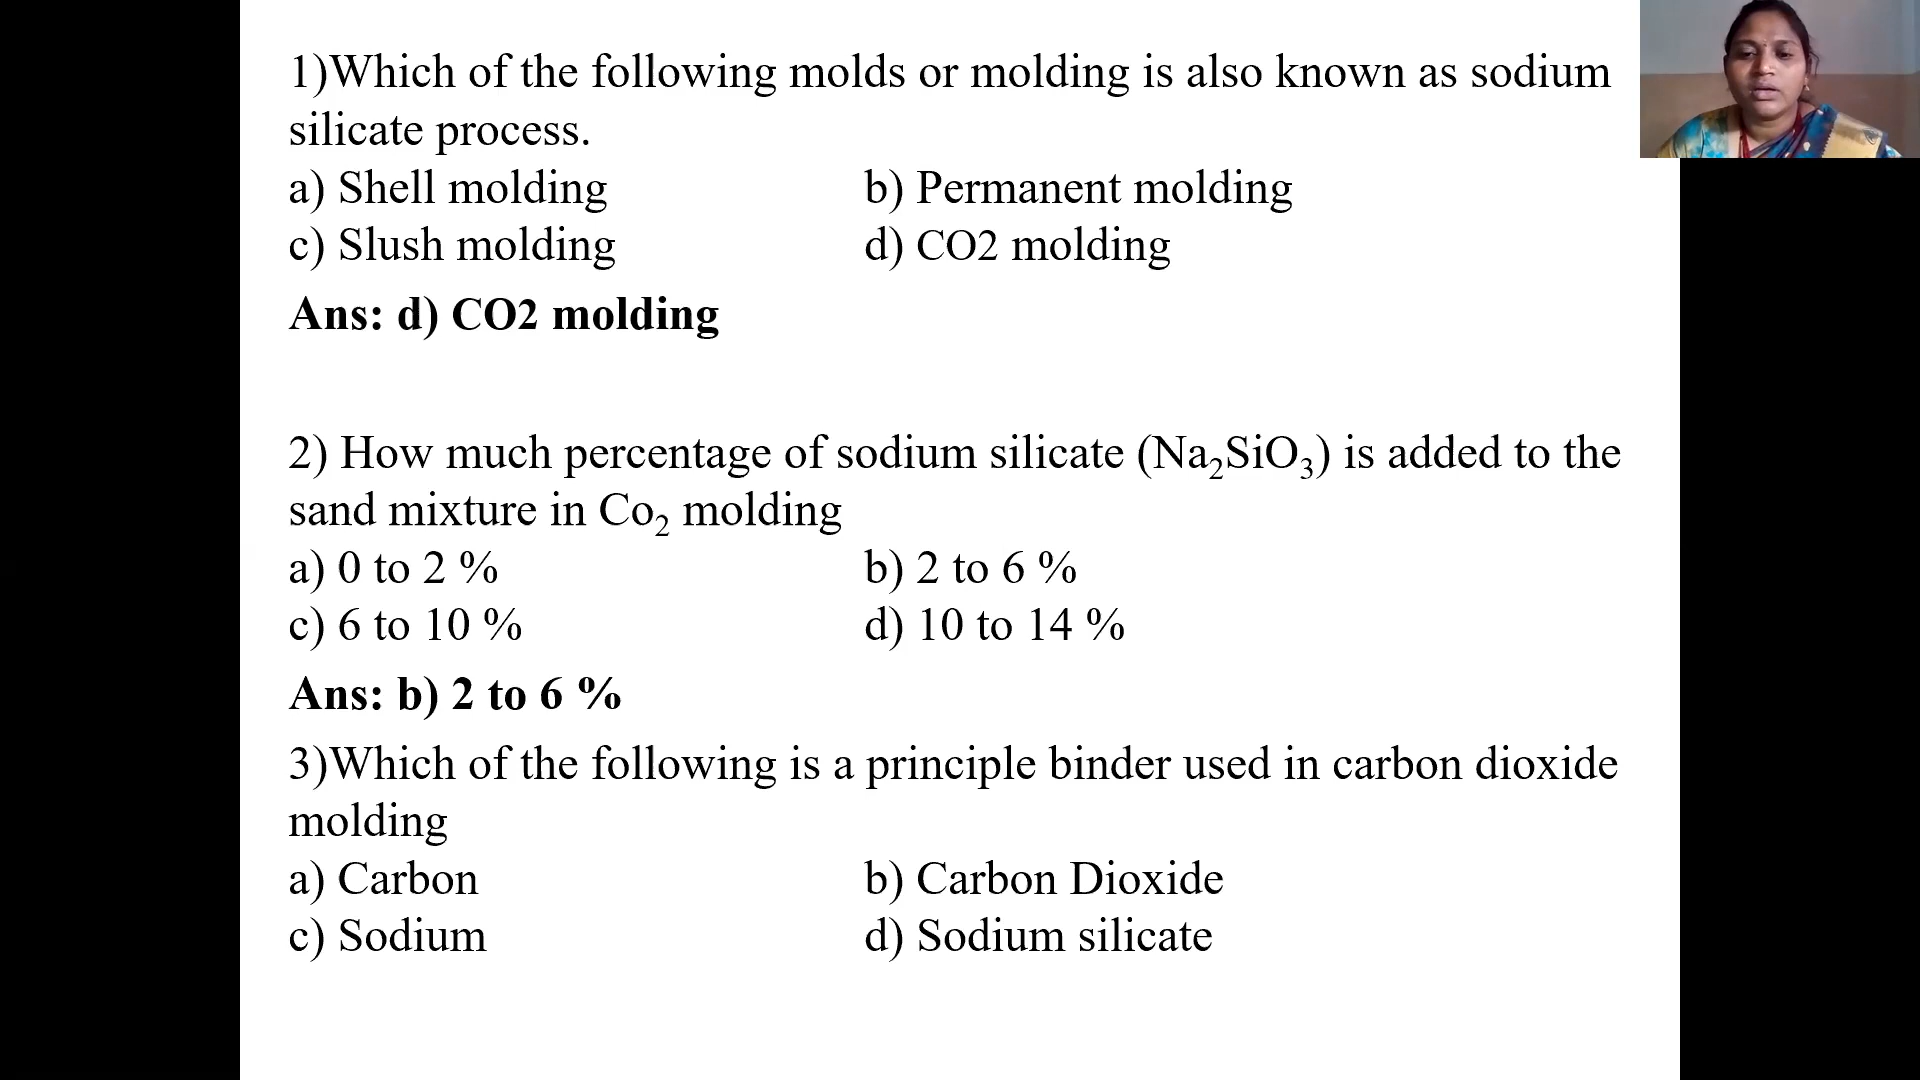 1)Which of the following molds or molding is also known as sodium
silicate process.
a) Shell molding b) Permanent molding
c) Slush molding d) CO2 molding
Ans: d) CO2 molding
2) How much percentage of sodium silicate (Na₂SiO₃) is added to the
sand mixture in Co₂ molding
a) 0 to 2 % b) 2 to 6 %
c) 6 to 10 % d) 10 to 14 %
Ans: b) 2 to 6 %
3)Which of the following is a principle binder used in carbon dioxide
molding
a) Carbon b) Carbon Dioxide
c) Sodium d) Sodium silicate